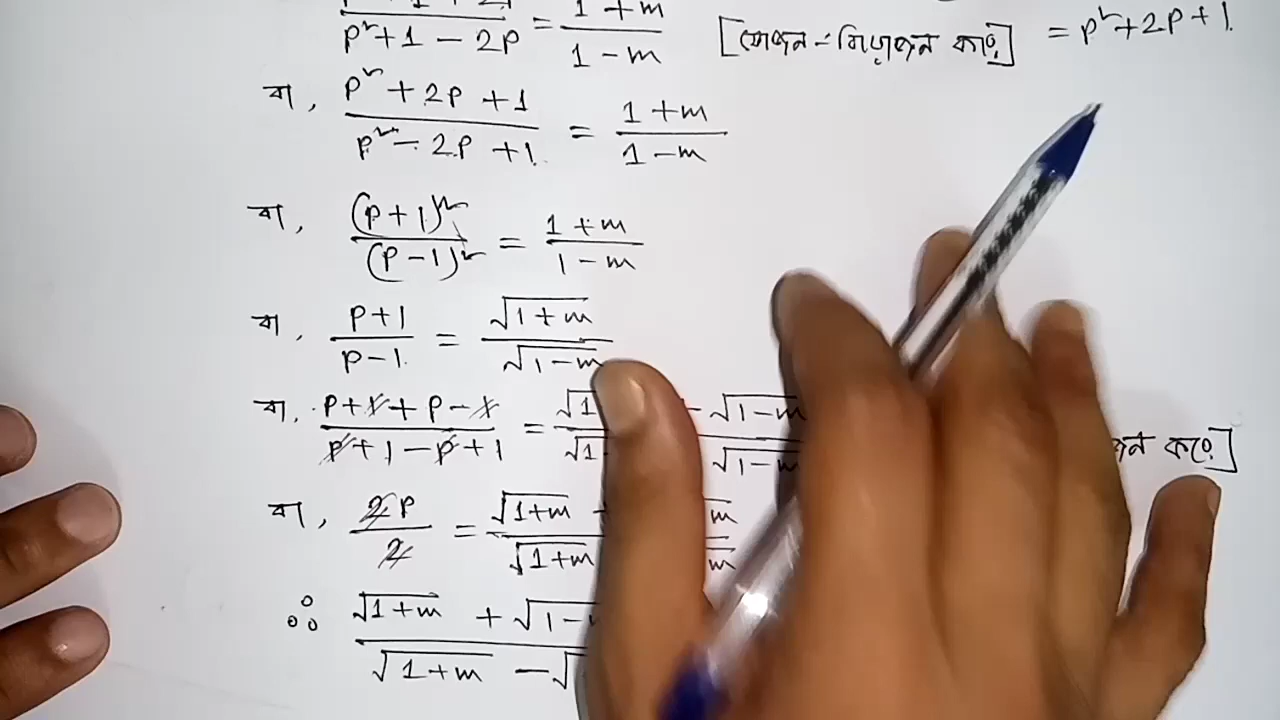 p²+1-2p = 1+m / 1-m [যোজন-বিয়োজন করে] = p²+2p+1.
বা, p²+2p+1 / p²-2p+1 = 1+m / 1-m
বা, (p+1)² / (p-1)² = 1+m / 1-m
বা, p+1 / p-1 = √1+m / √1-m
বা, p+1+p-1 / p+1-p+1 = √1 √1-m / √1 √1-m করে]
বা, 2p / 2 = √1+m + m / √1+m m
∴ √1+m + √1- / √1+m - √